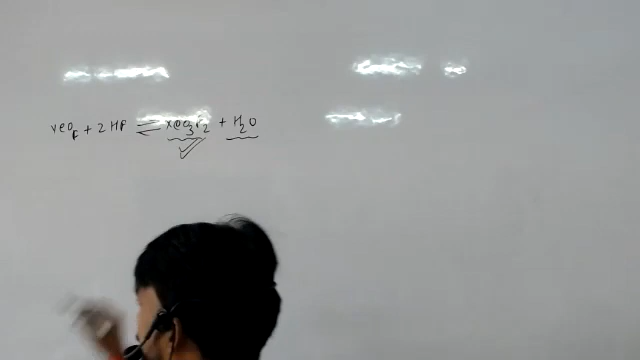 XeO₄ + 2HF ⇌ XeO₃F₂ + H₂O